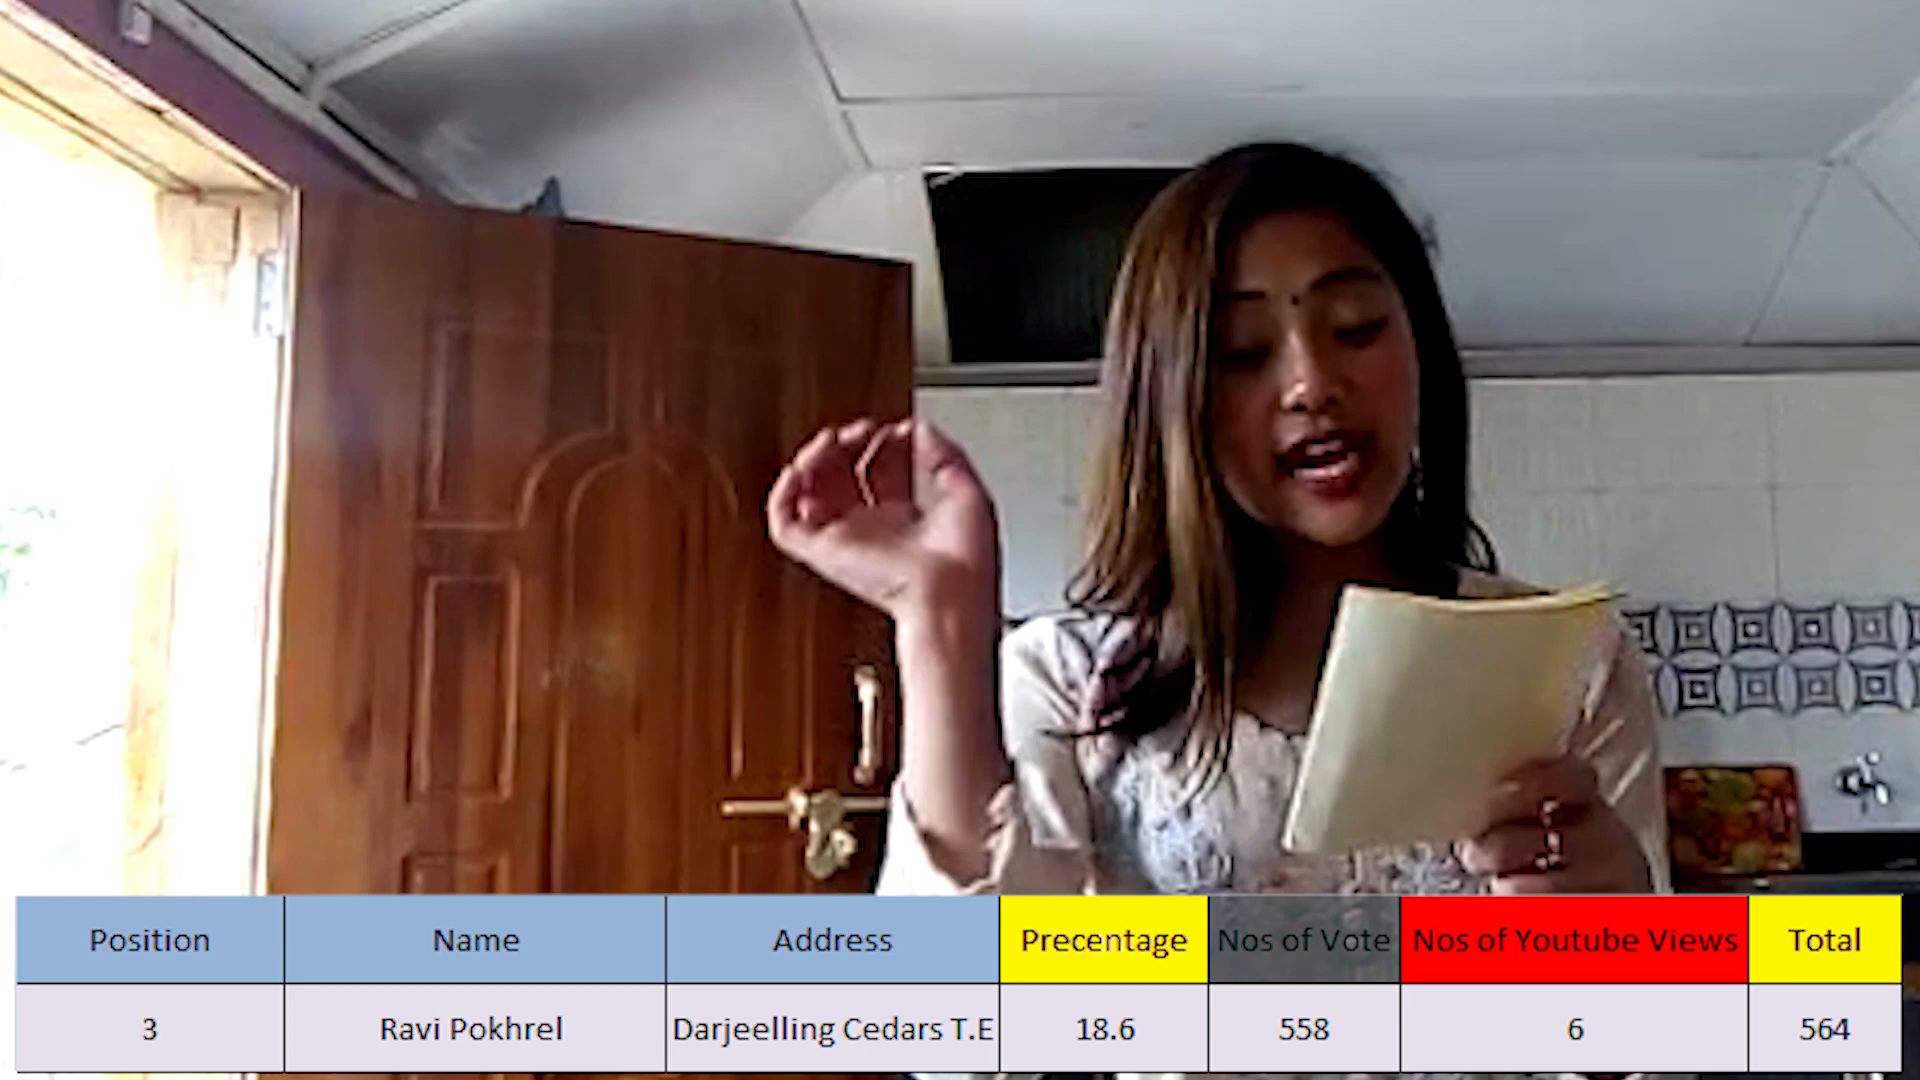 Position Name Address Precentage Nos of Vote Nos of Youtube Views Total
3 Ravi Pokhrel Darjeelling Cedars T.E 18.6 558 6 564